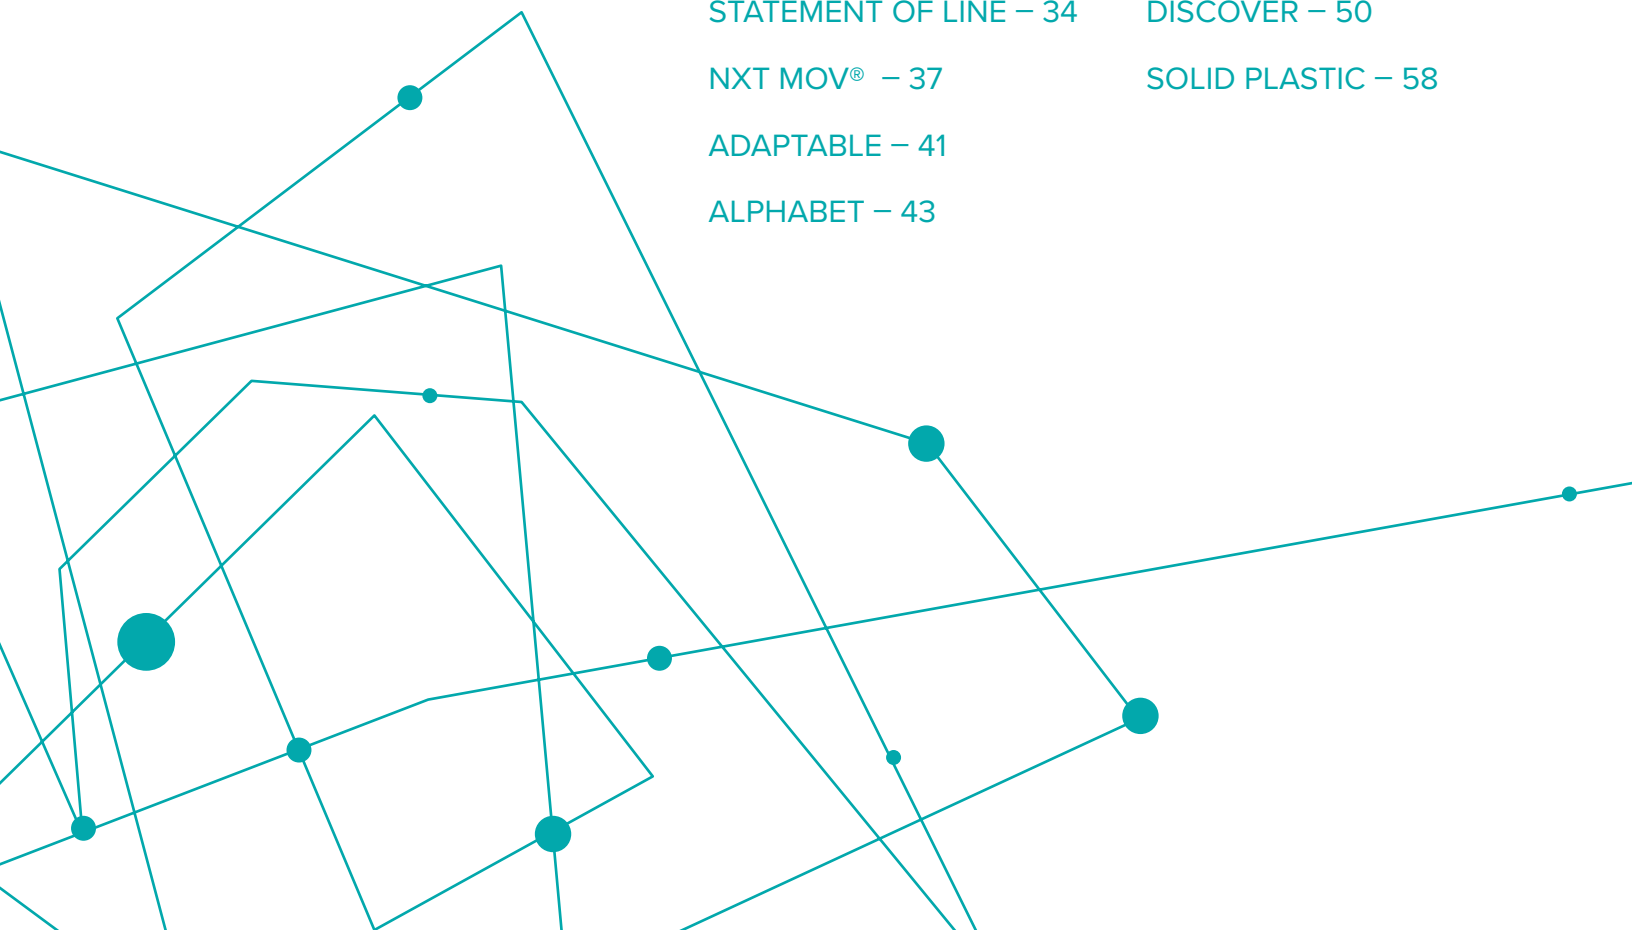 STATEMENT OF LINE – 34
NXT MOV® – 37
ADAPTABLE – 41
ALPHABET – 43
DISCOVER – 50
SOLID PLASTIC – 58